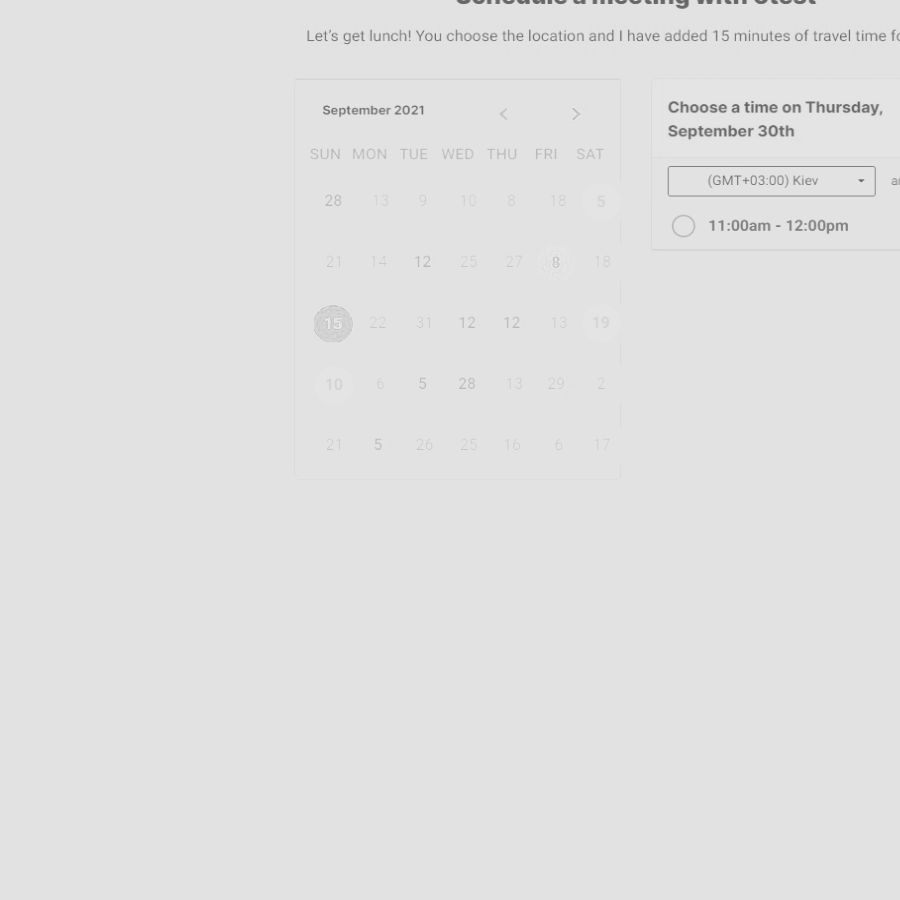 Schedule a meeting with
Let's get lunch! You choose the location and I have added 15 minutes of travel time
September 2021
SUN MON TUE WED THU FRI SAT
28 13 9 10 8 18 5
21 14 12 25 27 8 18
15 22 31 12 12 13 19
10 6 5 28 13 29 2
21 5 26 25 16 6 17
Choose a time on Thursday,
September 30th
(GMT+03:00) Kiev
11:00am - 12:00pm